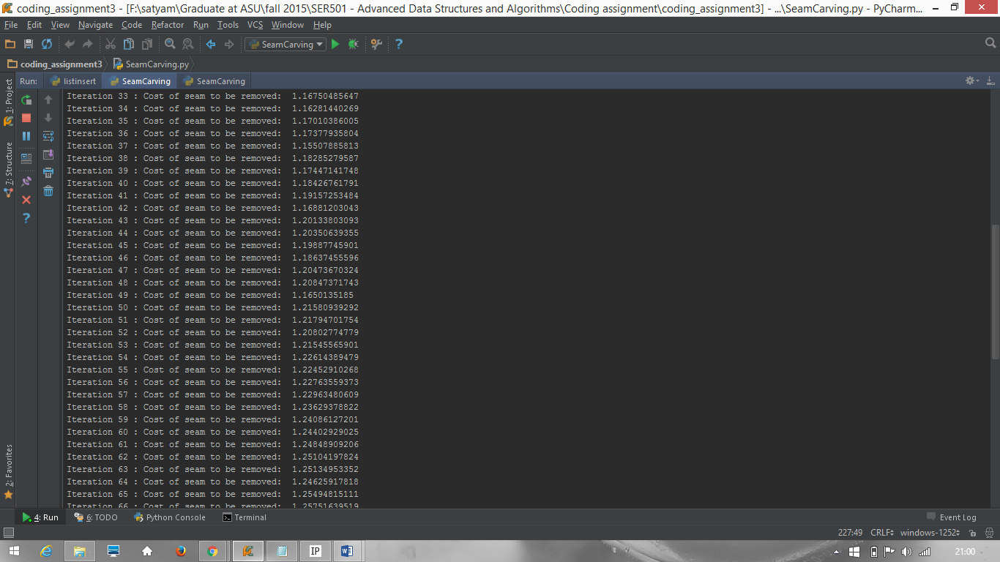 coding_assignment3 - [F:\satyam\Graduate at ASU\fall 2015\SER501 - Advanced Data Structures and Algorithms\Coding assignment\coding_assignment3] - ...\SeamCarving.py - PyCharm...
File Edit View Navigate Code Refactor Run Tools VCS Window Help
SeamCarving
coding_assignment3 SeamCarving.py
Run: listinsert SeamCarving SeamCarving
1: Project
7: Structure
2: Favorites
Iteration 33 : Cost of seam to be removed: 1.16750485647
Iteration 34 : Cost of seam to be removed: 1.16281440269
Iteration 35 : Cost of seam to be removed: 1.17010386005
Iteration 36 : Cost of seam to be removed: 1.17377935804
Iteration 37 : Cost of seam to be removed: 1.15507885813
Iteration 38 : Cost of seam to be removed: 1.18285279587
Iteration 39 : Cost of seam to be removed: 1.17447141748
Iteration 40 : Cost of seam to be removed: 1.18426761791
Iteration 41 : Cost of seam to be removed: 1.19157253484
Iteration 42 : Cost of seam to be removed: 1.16881203043
Iteration 43 : Cost of seam to be removed: 1.20133803093
Iteration 44 : Cost of seam to be removed: 1.20350639355
Iteration 45 : Cost of seam to be removed: 1.19887745901
Iteration 46 : Cost of seam to be removed: 1.18637455596
Iteration 47 : Cost of seam to be removed: 1.20473670324
Iteration 48 : Cost of seam to be removed: 1.20847371743
Iteration 49 : Cost of seam to be removed: 1.1650135185
Iteration 50 : Cost of seam to be removed: 1.21580939292
Iteration 51 : Cost of seam to be removed: 1.21794701754
Iteration 52 : Cost of seam to be removed: 1.20802774779
Iteration 53 : Cost of seam to be removed: 1.21545565901
Iteration 54 : Cost of seam to be removed: 1.22614389479
Iteration 55 : Cost of seam to be removed: 1.22452910268
Iteration 56 : Cost of seam to be removed: 1.22763559373
Iteration 57 : Cost of seam to be removed: 1.22963480609
Iteration 58 : Cost of seam to be removed: 1.23629378822
Iteration 59 : Cost of seam to be removed: 1.24086127201
Iteration 60 : Cost of seam to be removed: 1.24402929025
Iteration 61 : Cost of seam to be removed: 1.24848909206
Iteration 62 : Cost of seam to be removed: 1.25104197824
Iteration 63 : Cost of seam to be removed: 1.25134953352
Iteration 64 : Cost of seam to be removed: 1.24625917818
Iteration 65 : Cost of seam to be removed: 1.25494815111
Iteration 66 : Cost of seam to be removed: 1.25751639519
4: Run 6: TODO Python Console Terminal Event Log
227:49 CRLF windows-1252
IP 21:00